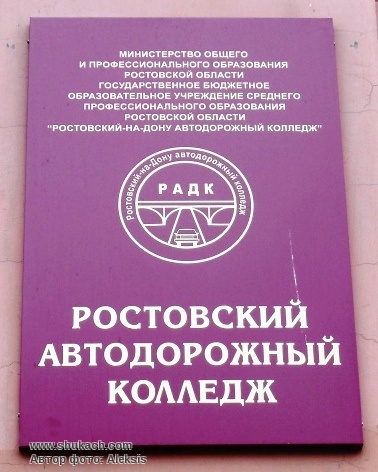 МИНИСТЕРСТВО ОБЩЕГО
И ПРОФЕССИОНАЛЬНОГО ОБРАЗОВАНИЯ
РОСТОВСКОЙ ОБЛАСТИ
ГОСУДАРСТВЕННОЕ БЮДЖЕТНОЕ
ОБРАЗОВАТЕЛЬНОЕ УЧРЕЖДЕНИЕ СРЕДНЕГО
ПРОФЕССИОНАЛЬНОГО ОБРАЗОВАНИЯ
РОСТОВСКОЙ ОБЛАСТИ
"РОСТОВСКИЙ-НА-ДОНУ АВТОДОРОЖНЫЙ КОЛЛЕДЖ"
Ростовский-на-Дону автодорожный колледж
РАДК
РОСТОВСКИЙ
АВТОДОРОЖНЫЙ
КОЛЛЕДЖ
www.shukach.com
Автор фото: Aleksis